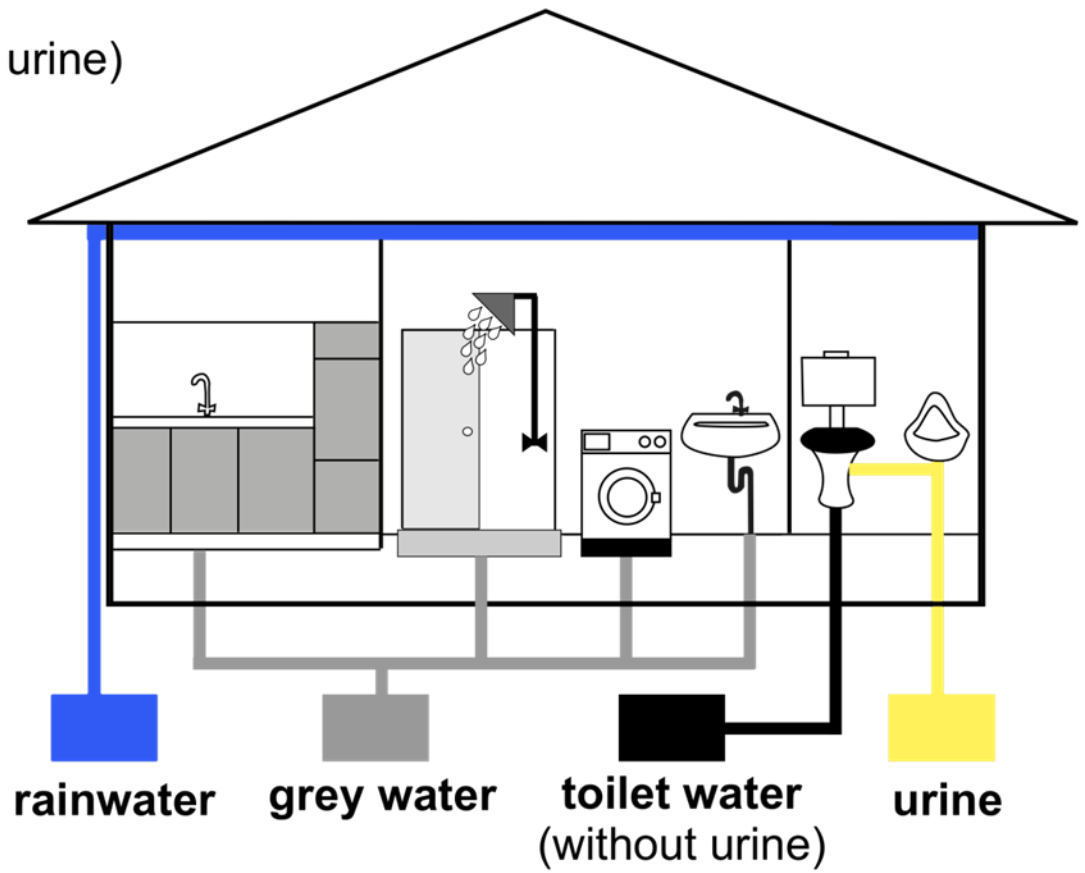 urine)
rainwater
grey water
toilet water
(without urine)
urine